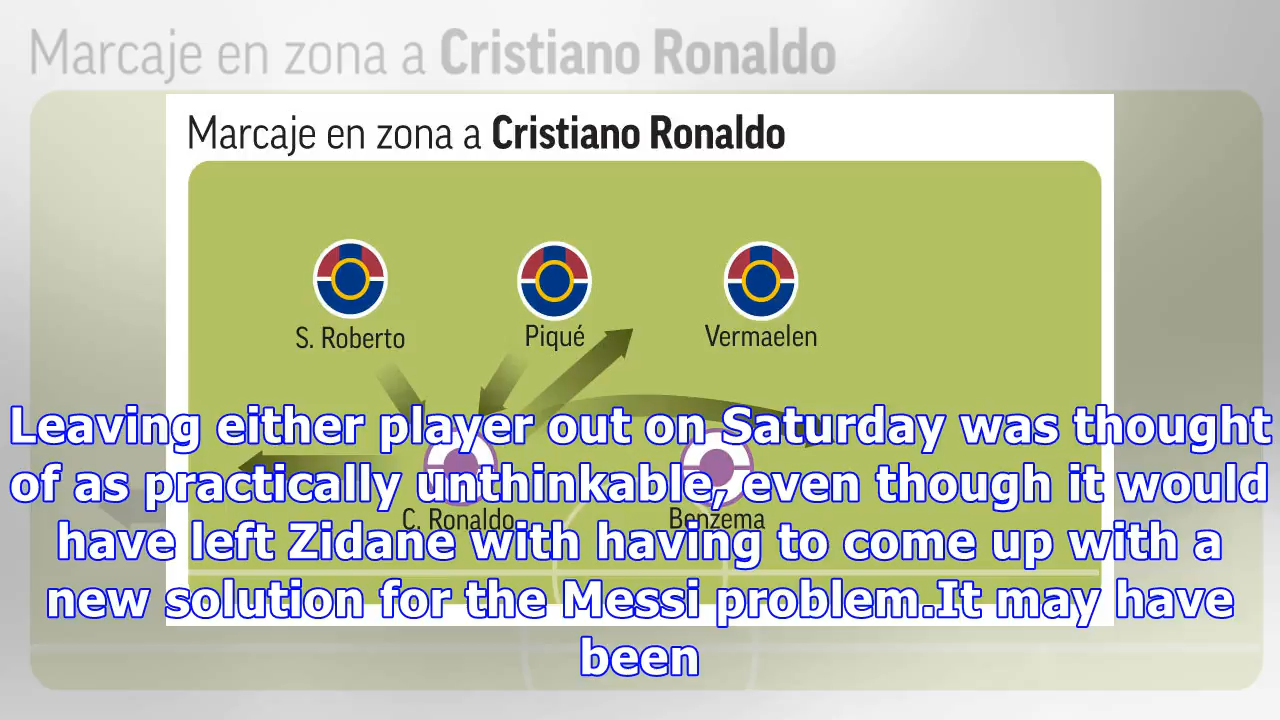 Marcaje en zona a Cristiano Ronaldo
Marcaje en zona a Cristiano Ronaldo
S. Roberto
Piqué
Vermaelen
C. Ronaldo
Benzema
Leaving either player out on Saturday was thought
of as practically unthinkable, even though it would
have left Zidane with having to come up with a
new solution for the Messi problem.It may have
been